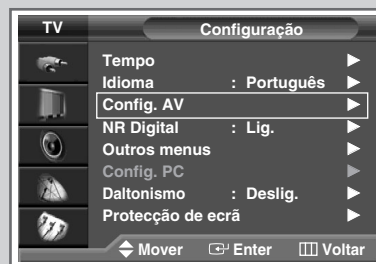 TV Configuração
Tempo
Idioma : Português
Config. AV
NR Digital : Lig.
Outros menus
Config. PC
Daltonismo : Deslig.
Protecção de ecrã
Mover Enter Voltar